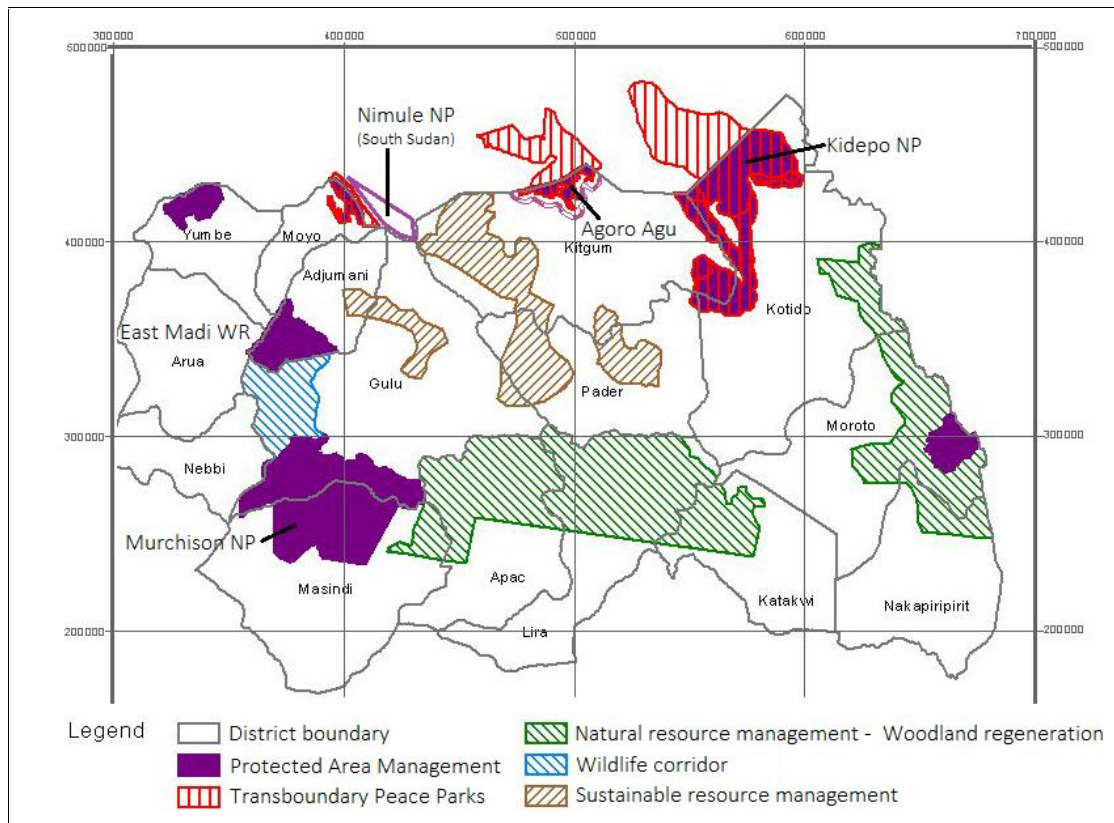 300000 400000 500000 600000 700000
500000 500000
Nimule NP
(South Sudan)
Kidepo NP
Agoro Agu
Yumbe
Moyo
400000 400000
Kitgum
Adjumani
Kotido
East Madi WR
Arua
Gulu
Pader
Moroto
300000 300000
Nebbi
Murchison NP
Masindi
Apac
Katakwi
Nakapiripirit
200000 200000
Lira
Legend
District boundary
Protected Area Management
Transboundary Peace Parks
Natural resource management - Woodland regeneration
Wildlife corridor
Sustainable resource management